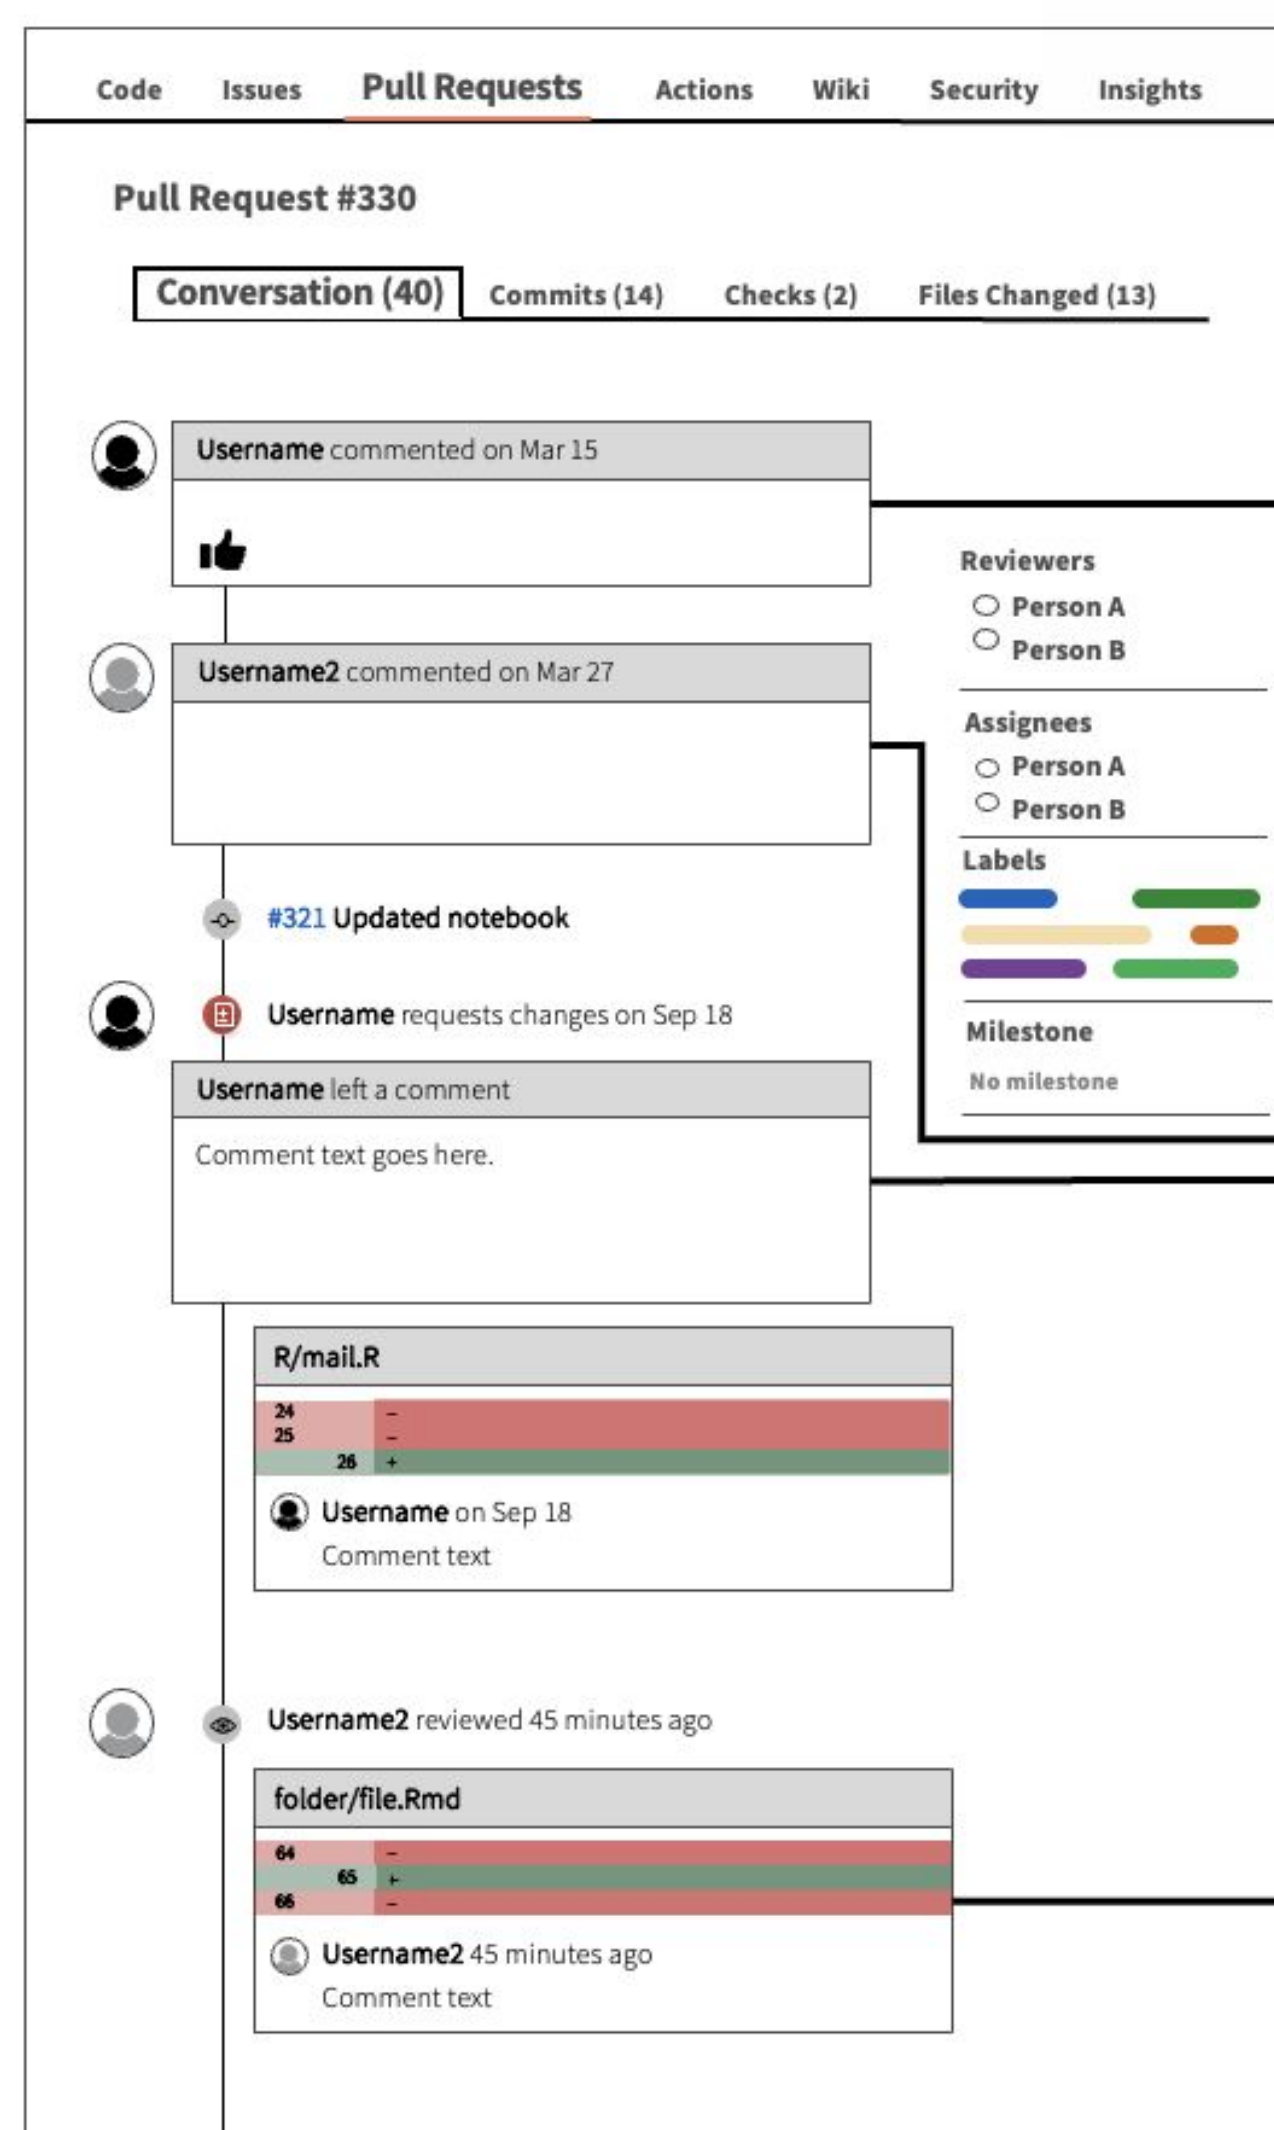 Code Issues Pull Requests Actions Wiki Security Insights
Pull Request #330
Conversation (40) Commits (14) Checks (2) Files Changed (13)
Username commented on Mar 15
Reviewers
Person A
Person B
Username2 commented on Mar 27
Assignees
Person A
Person B
Labels
#321 Updated notebook
Username requests changes on Sep 18
Milestone
No milestone
Username left a comment
Comment text goes here.
R/mail.R
24 –
25 –
26 +
Username on Sep 18
Comment text
Username2 reviewed 45 minutes ago
folder/file.Rmd
64 –
65 +
66 –
Username2 45 minutes ago
Comment text